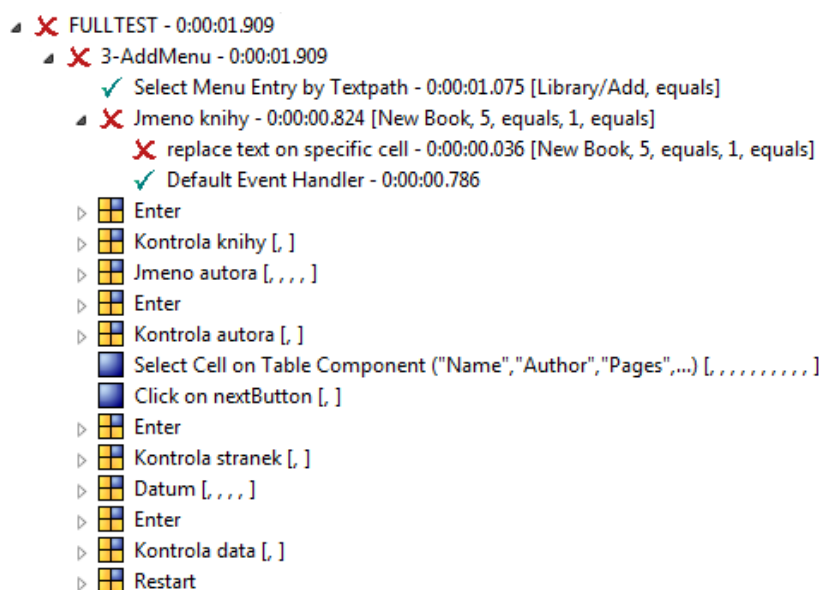 FULLTEST - 0:00:01.909
3-AddMenu - 0:00:01.909
Select Menu Entry by Textpath - 0:00:01.075 [Library/Add, equals]
Jmeno knihy - 0:00:00.824 [New Book, 5, equals, 1, equals]
replace text on specific cell - 0:00:00.036 [New Book, 5, equals, 1, equals]
Default Event Handler - 0:00:00.786
Enter
Kontrola knihy [, ]
Jmeno autora [, , , , ]
Enter
Kontrola autora [, ]
Select Cell on Table Component ("Name","Author","Pages",...) [, , , , , , , , , , ]
Click on nextButton [, ]
Enter
Kontrola stranek [, ]
Datum [, , , , ]
Enter
Kontrola data [, ]
Restart